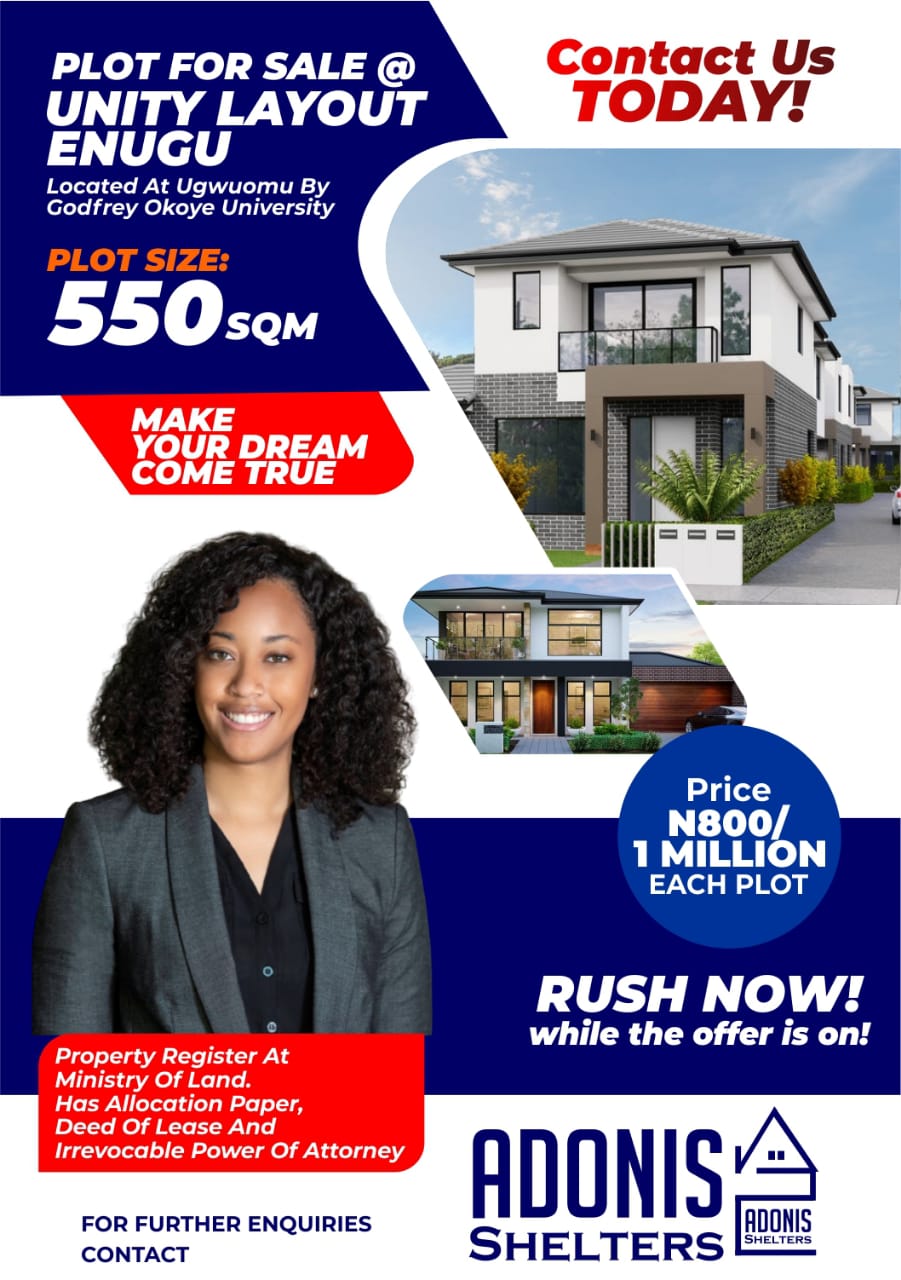 PLOT FOR SALE @
UNITY LAYOUT
ENUGU
Located At Ugwuomu By
Godfrey Okoye University
PLOT SIZE:
550 SQM
Contact Us
TODAY!
MAKE
YOUR DREAM
COME TRUE
Price
N800/
1 MILLION
EACH PLOT
RUSH NOW!
while the offer is on!
Property Register At
Ministry Of Land.
Has Allocation Paper,
Deed Of Lease And
Irrevocable Power Of Attorney
FOR FURTHER ENQUIRIES
CONTACT
ADONIS
SHELTERS
ADONIS
SHELTERS